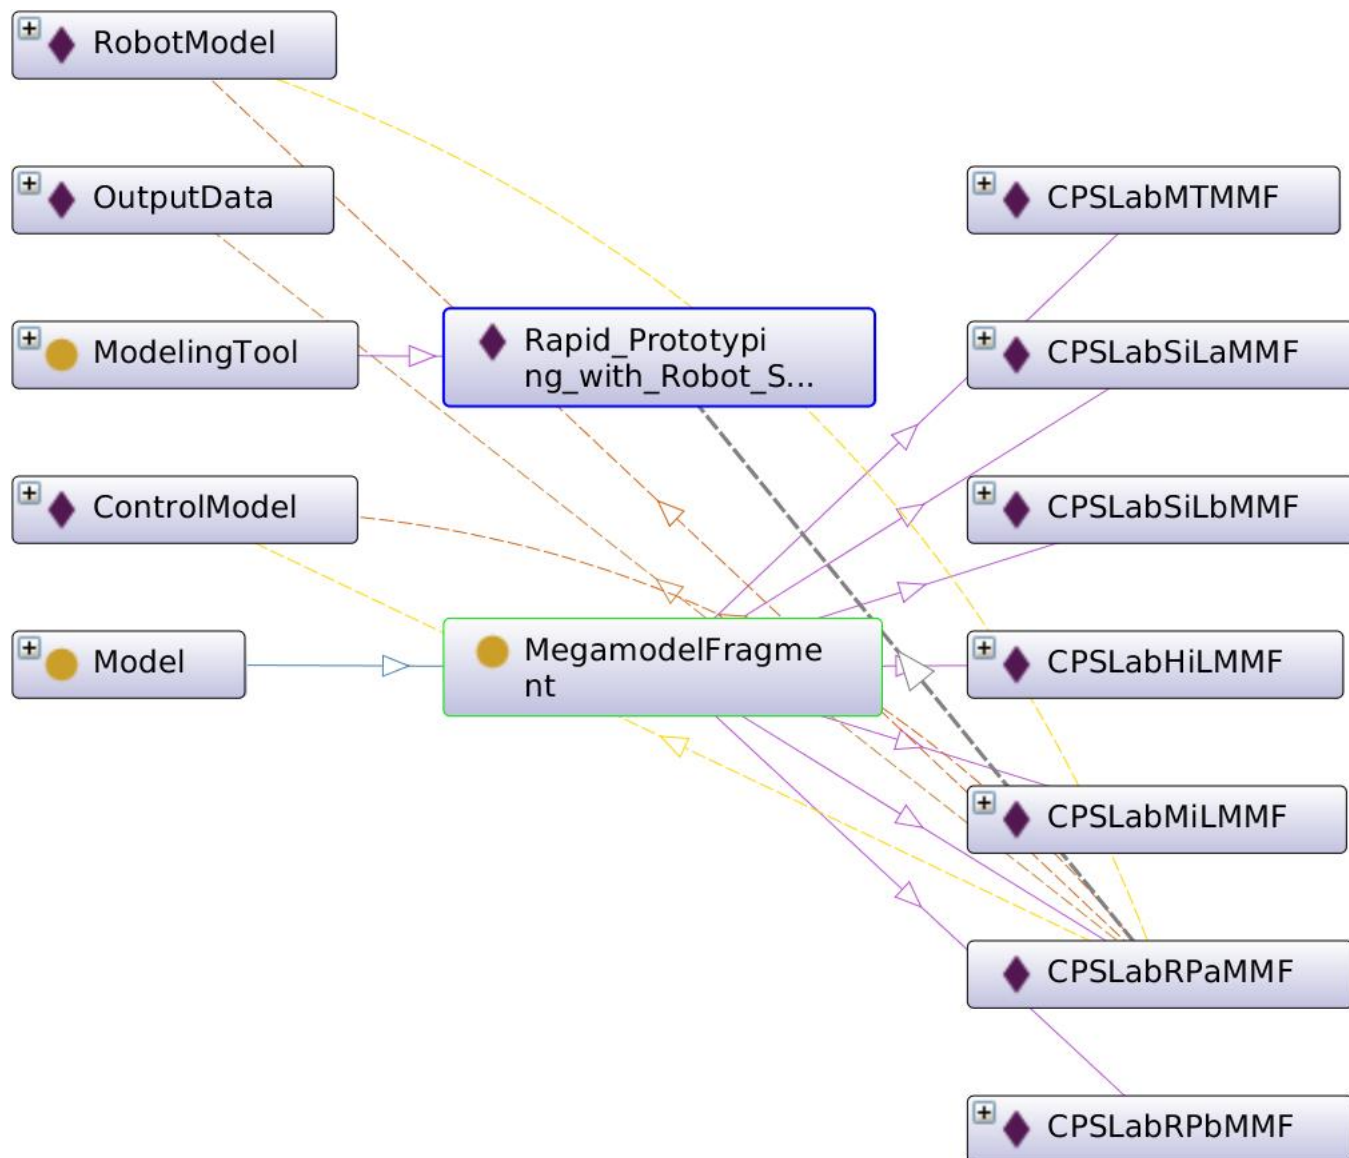 RobotModel
OutputData
ModelingTool
ControlModel
Model
Rapid_Prototypi
ng_with_Robot_S...
MegamodelFragme
nt
CPSLabMTMMF
CPSLabSiLaMMF
CPSLabSiLbMMF
CPSLabHiLMMF
CPSLabMiLMMF
CPSLabRPaMMF
CPSLabRPbMMF